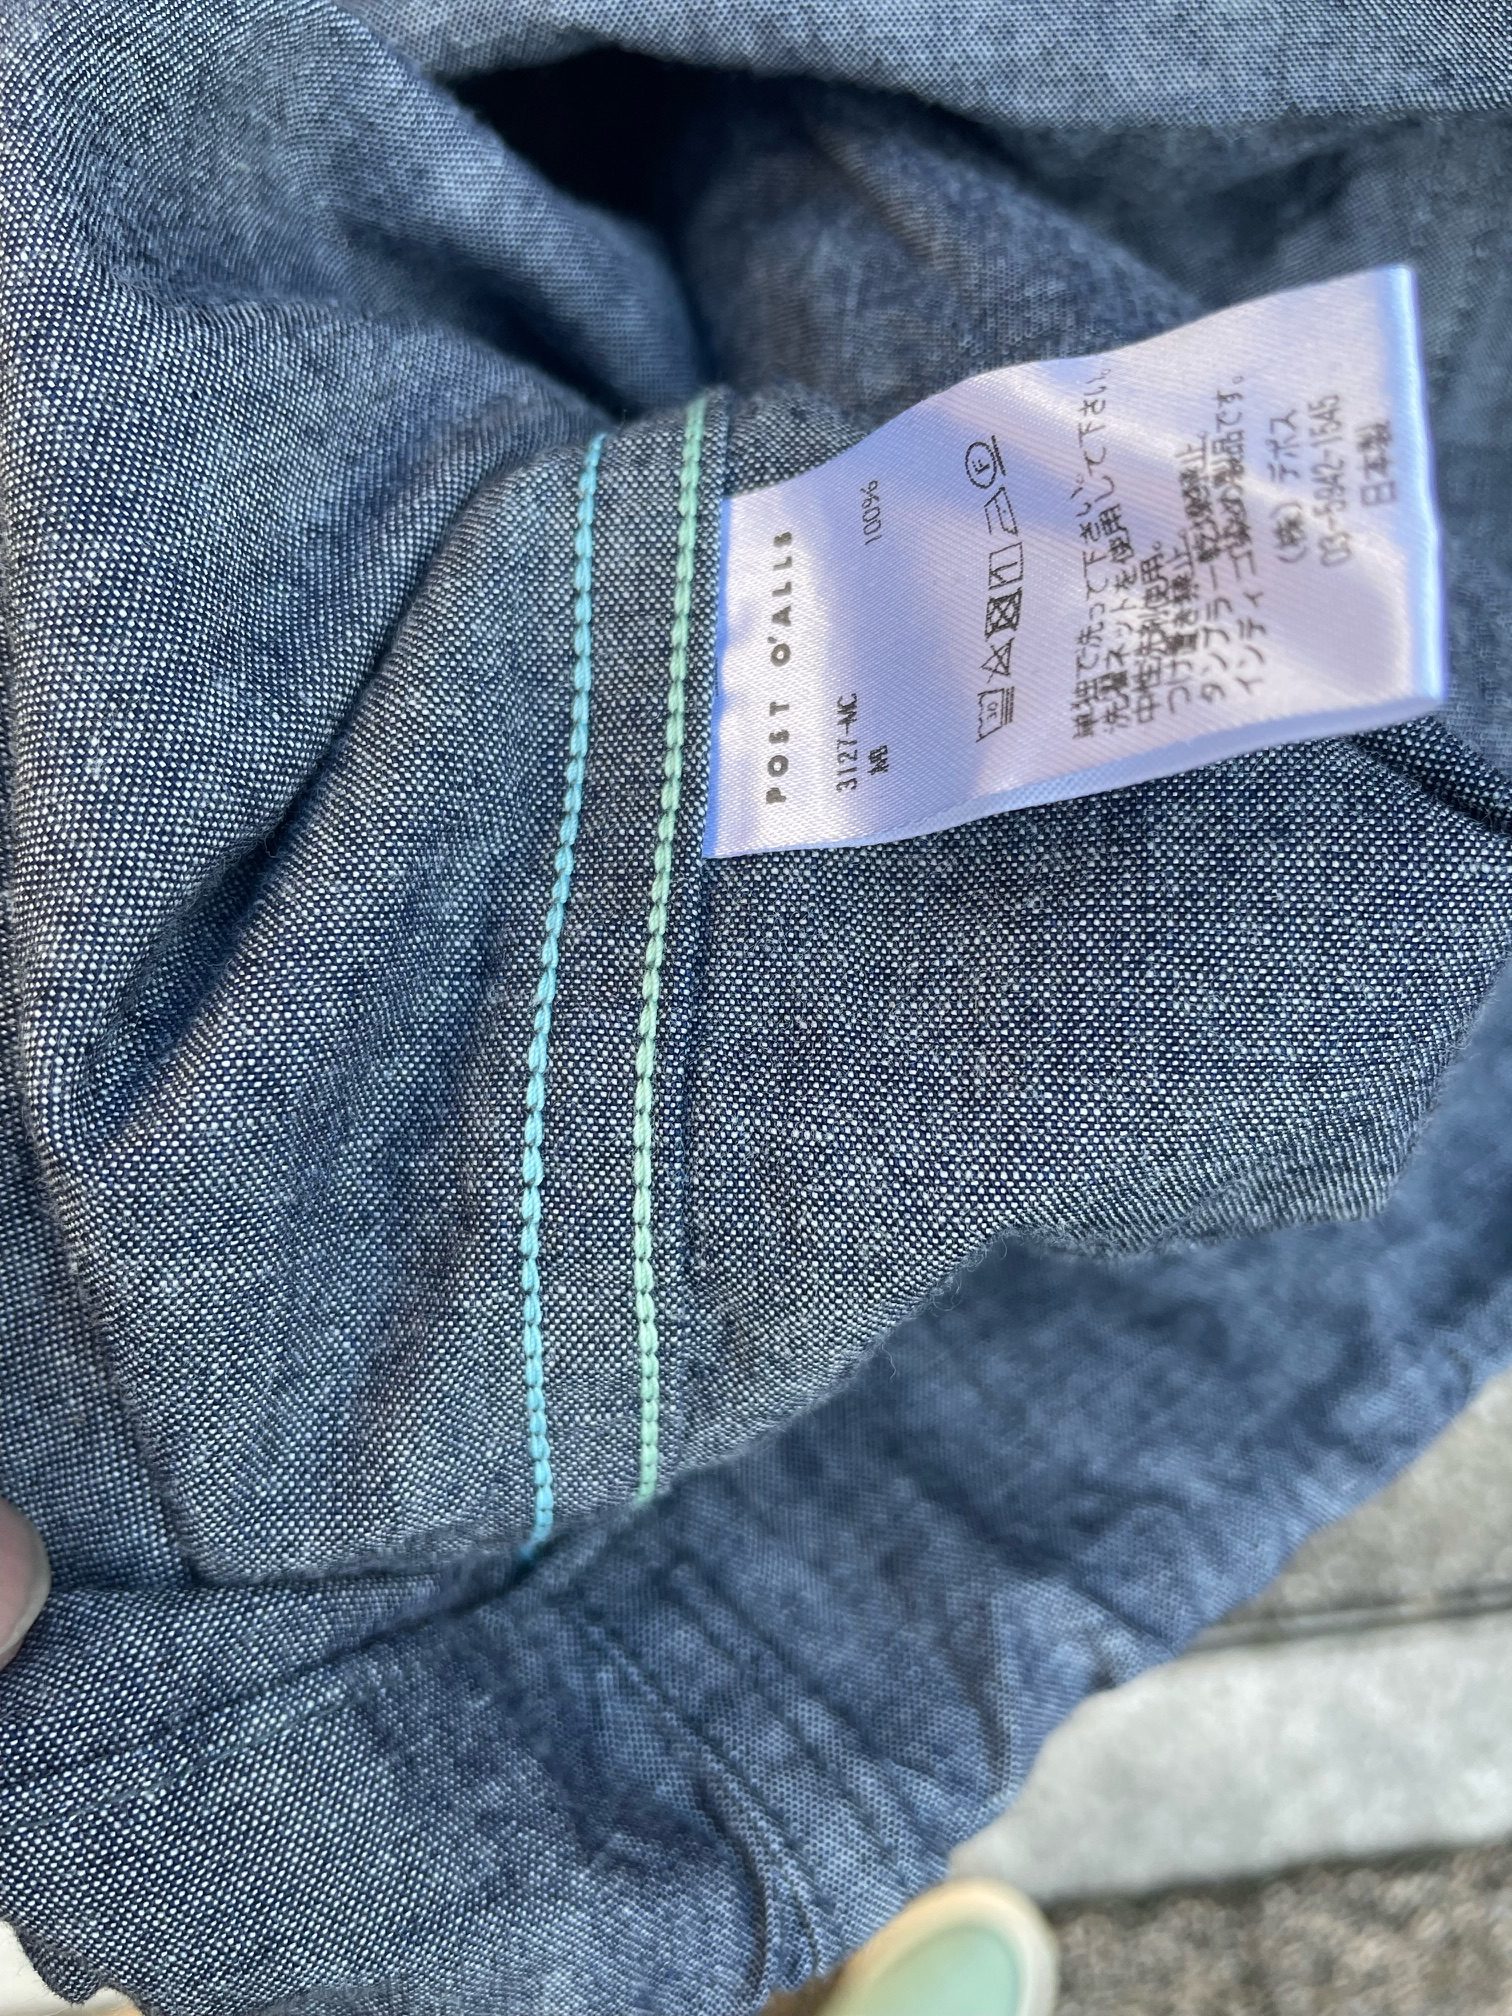 POST O'ALLS
3127-MC
100%
30
F
単独で洗って下さい。
洗濯ネットを使用して下さい。
中性洗剤使用。
つけ置き禁止
タンブラー乾燥禁止
インディゴ染め製品です。
(株)デポス
03-5942-1545
日本製